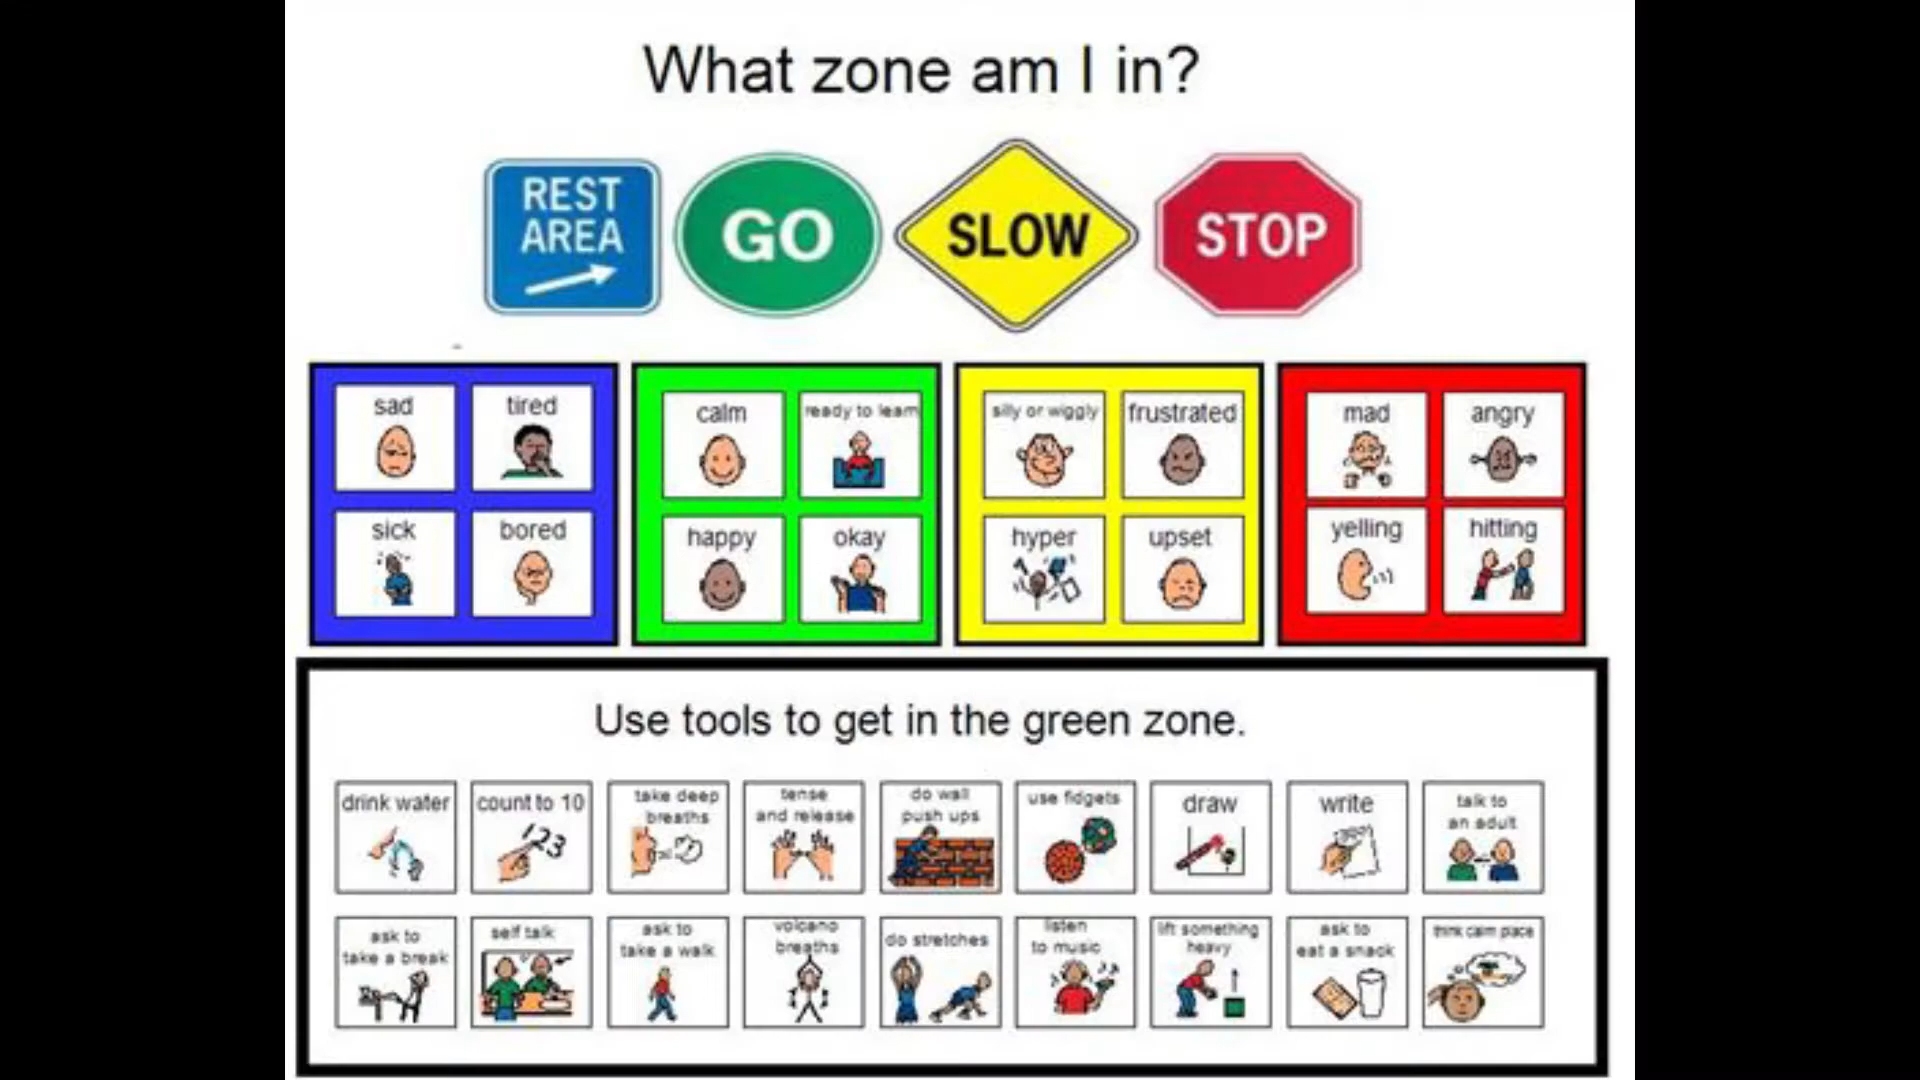 What zone am I in?
REST
AREA
GO
SLOW
STOP
sad
tired
sick
bored
calm
ready to learn
happy
okay
silly or wiggly
frustrated
hyper
upset
mad
angry
yelling
hitting
Use tools to get in the green zone.
drink water
count to 10
123
take deep
breaths
tense
and release
do wall
push ups
use fidgets
draw
write
talk to
an adult
ask to
take a break
self talk
ask to
take a walk
volcano
breaths
do stretches
listen
to music
lift something
heavy
ask to
eat a snack
think calm place